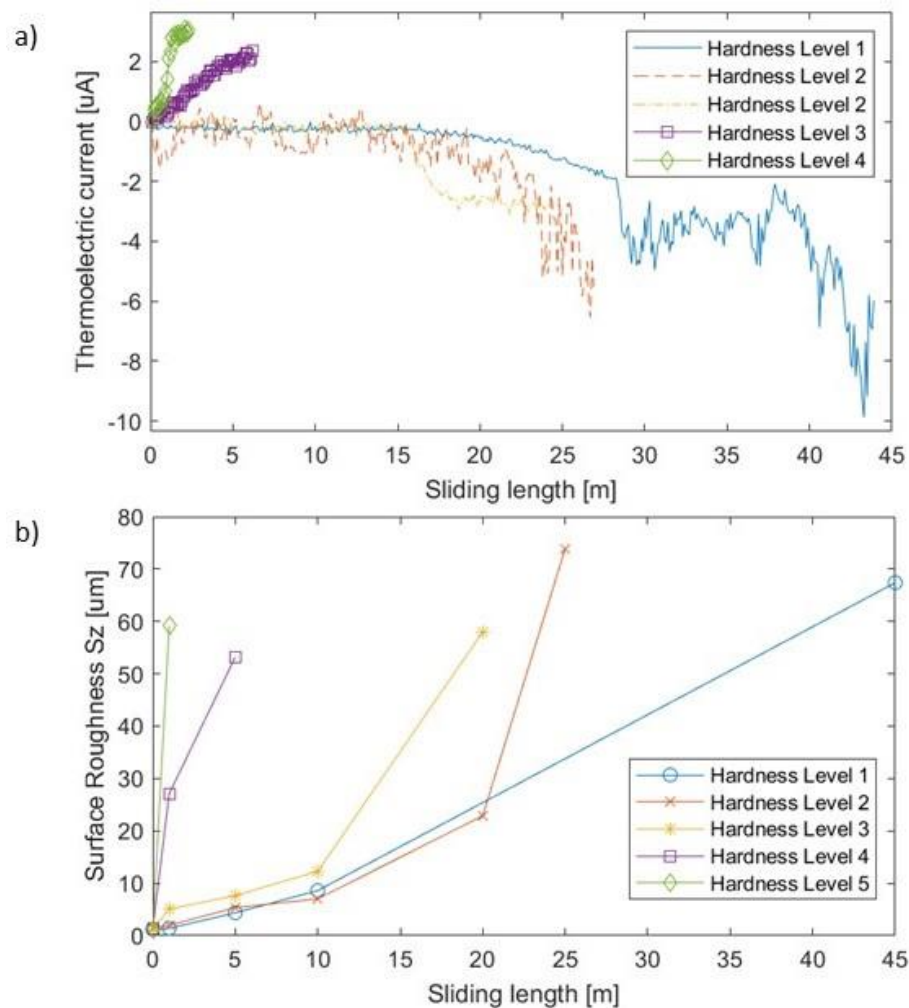 a)
Thermoelectric current [uA]
2
0
-2
-4
-6
-8
-10
Hardness Level 1
Hardness Level 2
Hardness Level 2
Hardness Level 3
Hardness Level 4
0 5 10 15 20 25 30 35 40 45
Sliding length [m]
b)
Surface Roughness Sz [um]
80
70
60
50
40
30
20
10
0
Hardness Level 1
Hardness Level 2
Hardness Level 3
Hardness Level 4
Hardness Level 5
0 5 10 15 20 25 30 35 40 45
Sliding length [m]